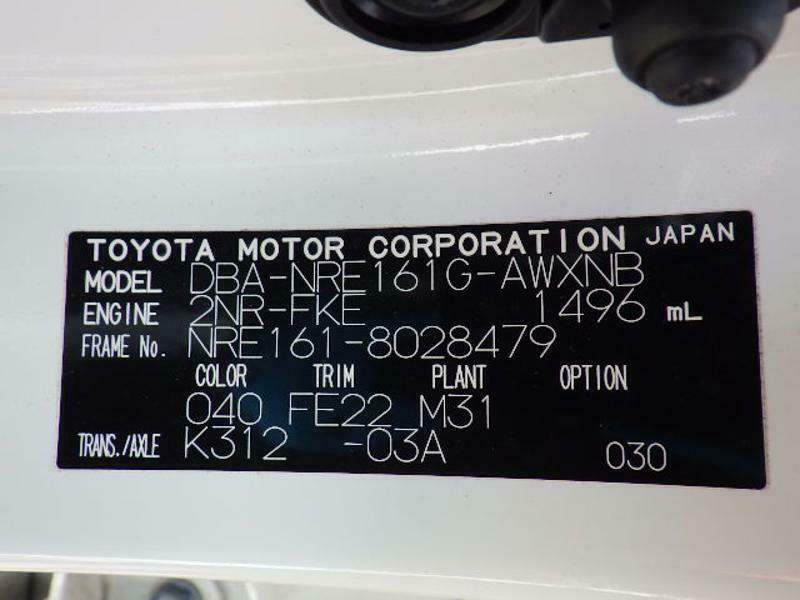 TOYOTA MOTOR CORPORATION JAPAN
MODEL DBA-NRE161G-AWXNB
ENGINE 2NR-FKE 1496 mL
FRAME No. NRE161-8028479
COLOR TRIM PLANT OPTION
040 FE22 M31
TRANS./AXLE K312 -03A 030